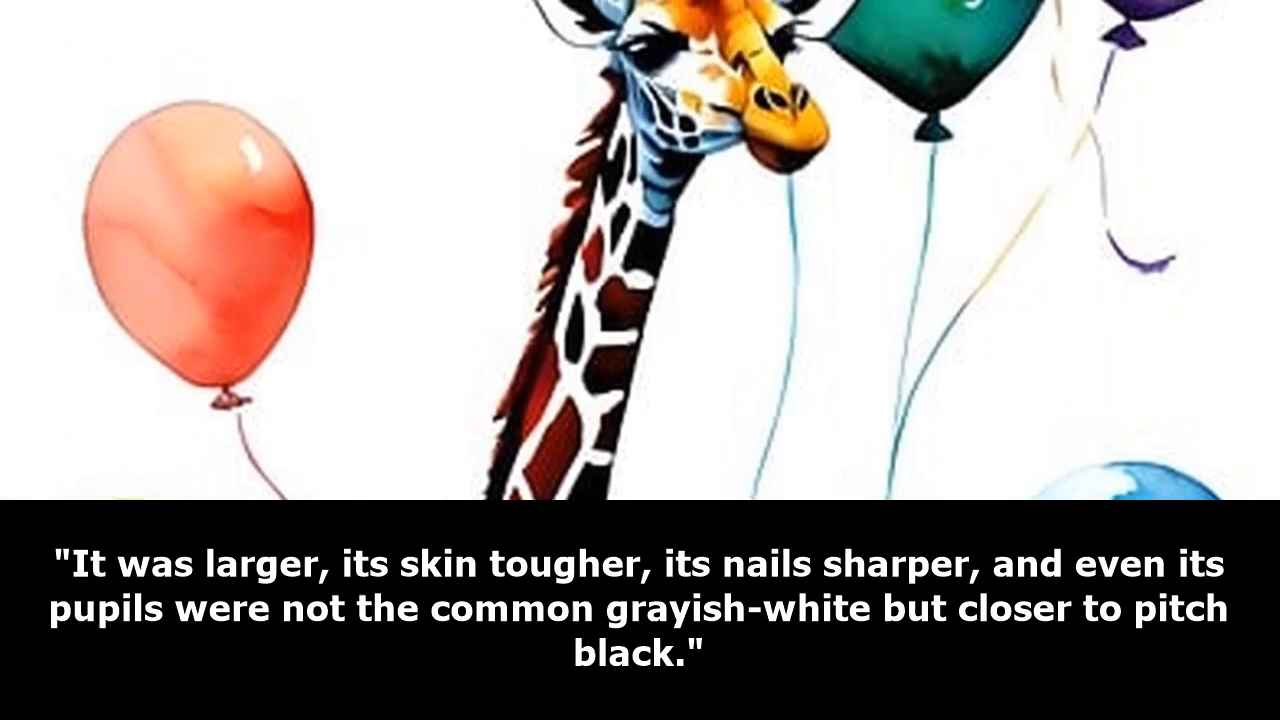 "It was larger, its skin tougher, its nails sharper, and even its
pupils were not the common grayish-white but closer to pitch
black."